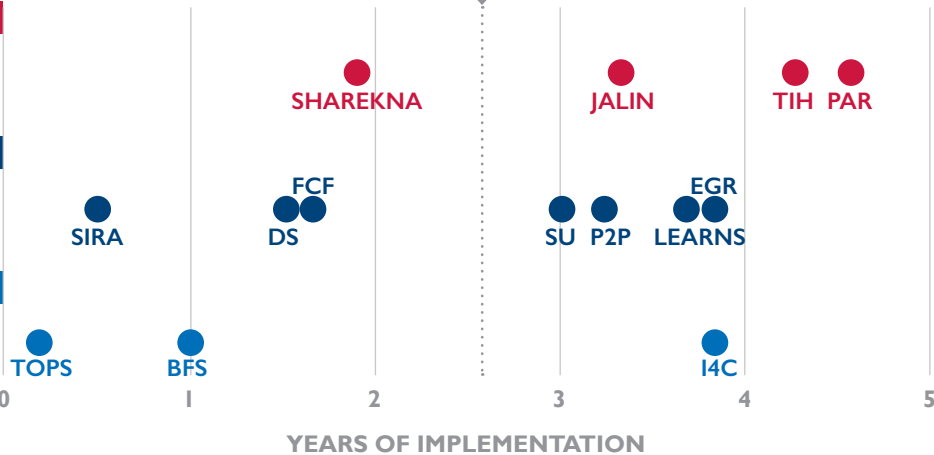 SHAREKNA
JALIN
TIH PAR
FCF
EGR
SIRA
DS
SU P2P LEARNS
TOPS
BFS
I4C
0 1 2 3 4 5
YEARS OF IMPLEMENTATION